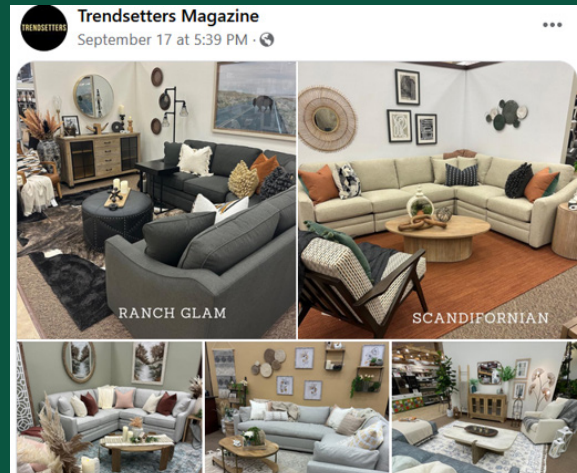 TRENDSETTERS
Trendsetters Magazine
September 17 at 5:39 PM ·
RANCH GLAM
SCANDIFORNIAN